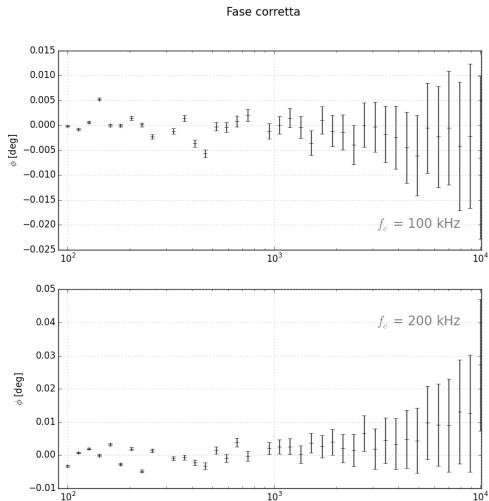 Fase corretta
0.015
0.010
0.005
0.000
−0.005
−0.010
−0.015
−0.020
−0.025
ϕ [deg]
f_c = 100 kHz
10² 10³ 10⁴
0.05
0.04
0.03
0.02
0.01
0.00
−0.01
ϕ [deg]
f_c = 200 kHz
10² 10³ 10⁴